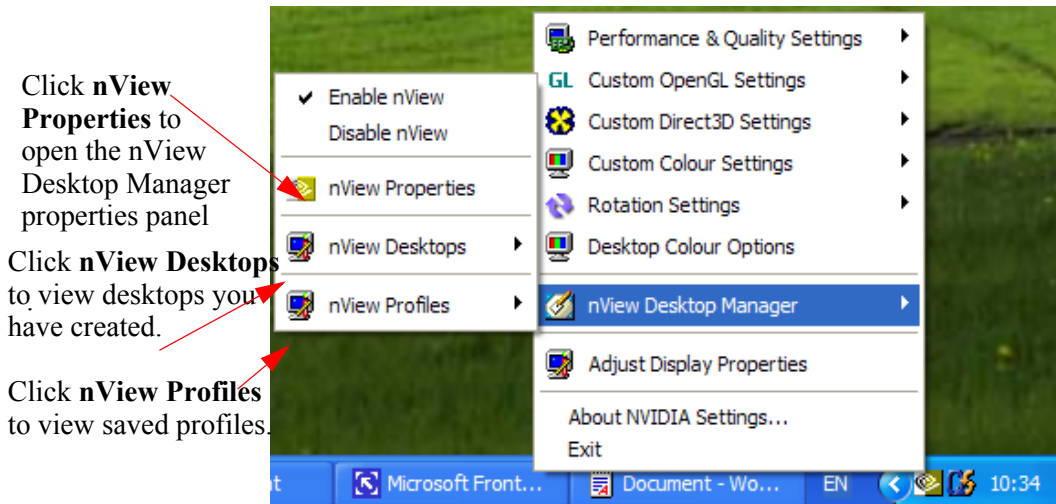 Click nView
Properties to
open the nView
Desktop Manager
properties panel
Click nView Desktops
to view desktops you
have created.
Click nView Profiles
to view saved profiles.
Enable nView
Disable nView
nView Properties
nView Desktops
nView Profiles
Performance & Quality Settings
GL Custom OpenGL Settings
Custom Direct3D Settings
Custom Colour Settings
Rotation Settings
Desktop Colour Options
nView Desktop Manager
Adjust Display Properties
About NVIDIA Settings...
Exit
nt Microsoft Front... Document - Wo... EN 10:34